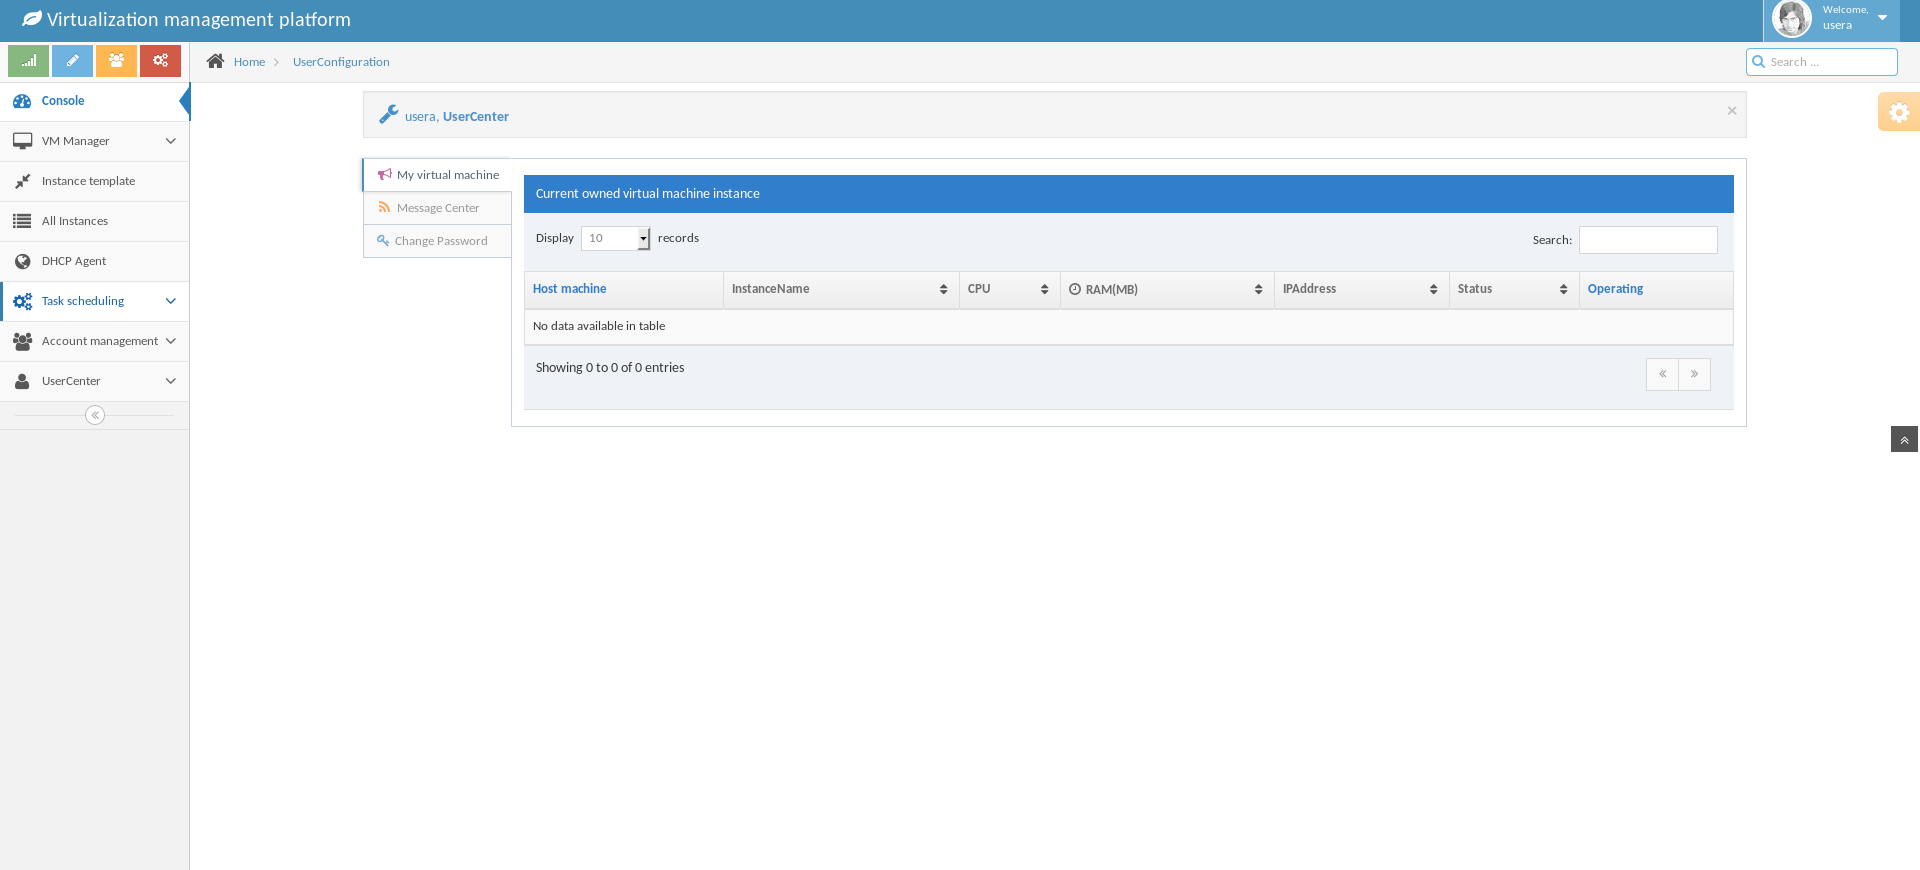 Virtualization management platform
Welcome,
usera
Home
UserConfiguration
Search ...
Console
VM Manager
Instance template
All Instances
DHCP Agent
Task scheduling
Account management
UserCenter
usera, UserCenter
×
My virtual machine
Message Center
Change Password
Current owned virtual machine instance
Display 10 records
Search:
Host machine InstanceName CPU RAM(MB) IPAddress Status Operating
No data available in table
Showing 0 to 0 of 0 entries
« »